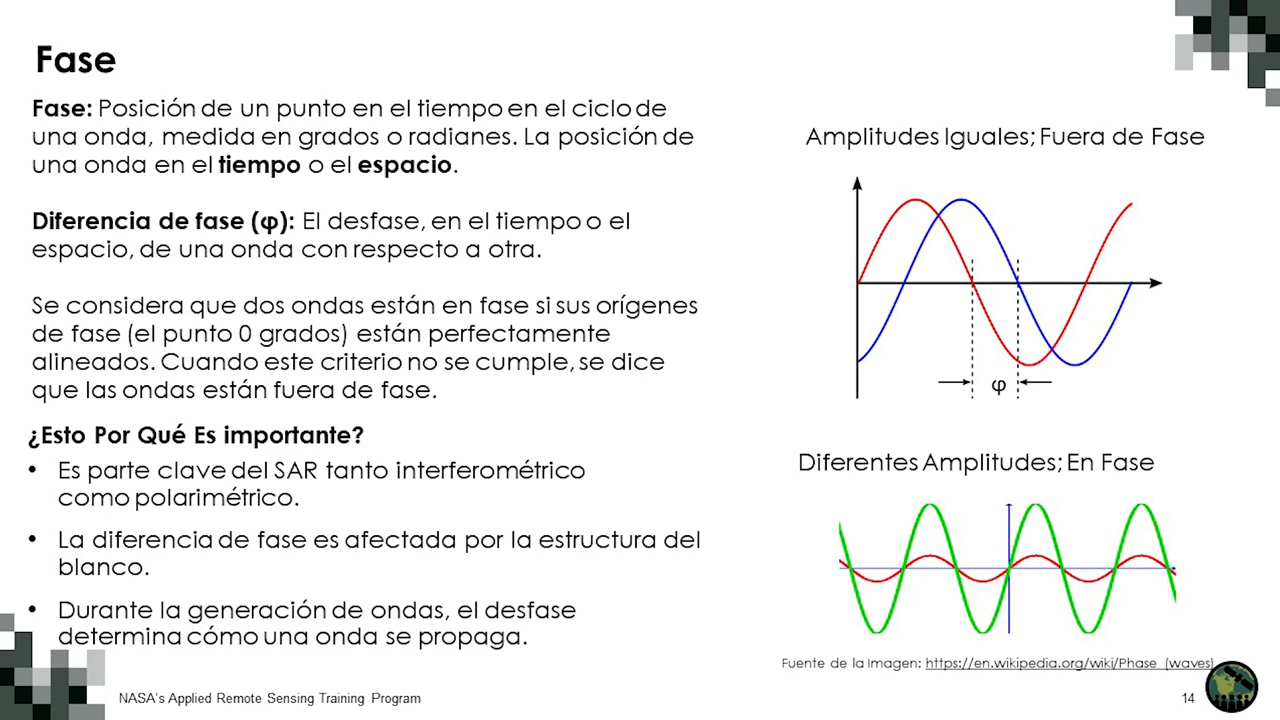 Fase
Fase: Posición de un punto en el tiempo en el ciclo de
una onda, medida en grados o radianes. La posición de
una onda en el tiempo o el espacio.
Diferencia de fase (φ): El desfase, en el tiempo o el
espacio, de una onda con respecto a otra.
Se considera que dos ondas están en fase si sus orígenes
de fase (el punto 0 grados) están perfectamente
alineados. Cuando este criterio no se cumple, se dice
que las ondas están fuera de fase.
¿Esto Por Qué Es importante?
• Es parte clave del SAR tanto interferométrico
como polarimétrico.
• La diferencia de fase es afectada por la estructura del
blanco.
• Durante la generación de ondas, el desfase
determina cómo una onda se propaga.
Amplitudes Iguales; Fuera de Fase
φ
Diferentes Amplitudes; En Fase
Fuente de la Imagen: https://en.wikipedia.org/wiki/Phase_(waves)
NASA's Applied Remote Sensing Training Program
14